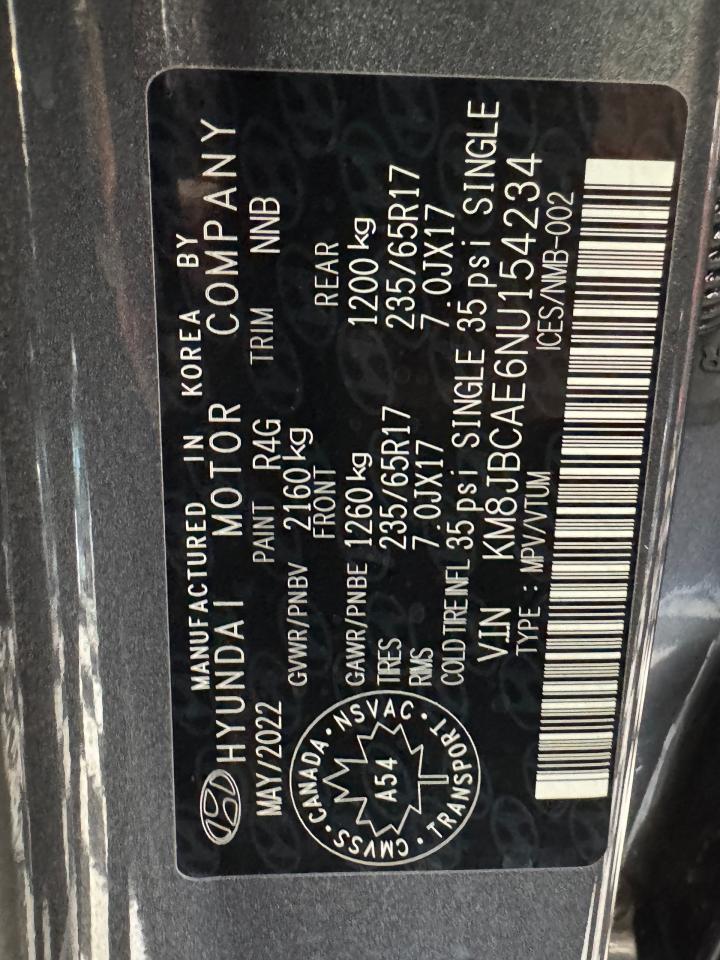 MANUFACTURED IN KOREA BY
HYUNDAI MOTOR COMPANY
MAY/2022 PAINT R4G TRIM NNB
GVWR/PNBV 2160 kg
FRONT REAR
GAWR/PNBE 1260 kg 1200 kg
TIRES 235/65R17 235/65R17
RIMS 7.0JX17 7.0JX17
COLD TIRE INFL 35 psi SINGLE 35 psi SINGLE
VIN KM8JBCAE6NU154234
TYPE : MPV/VTUM ICES/NMB-002
CANADA · NSVAC · TRANSPORT · CMVSS ·
A54